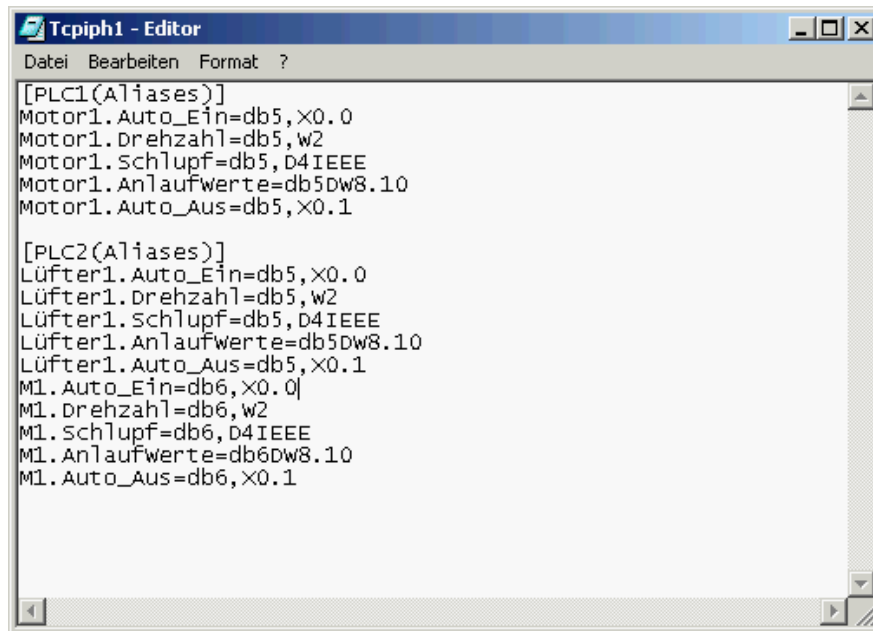 Tcpiph1 - Editor
Datei Bearbeiten Format ?
[PLC1(Aliases)]
Motor1.Auto_Ein=db5,X0.0
Motor1.Drehzahl=db5,W2
Motor1.Schlupf=db5,D4IEEE
Motor1.AnlaufWerte=db5DW8.10
Motor1.Auto_Aus=db5,X0.1
[PLC2(Aliases)]
Lüfter1.Auto_Ein=db5,X0.0
Lüfter1.Drehzahl=db5,W2
Lüfter1.Schlupf=db5,D4IEEE
Lüfter1.AnlaufWerte=db5DW8.10
Lüfter1.Auto_Aus=db5,X0.1
M1.Auto_Ein=db6,X0.0
M1.Drehzahl=db6,W2
M1.Schlupf=db6,D4IEEE
M1.AnlaufWerte=db6DW8.10
M1.Auto_Aus=db6,X0.1